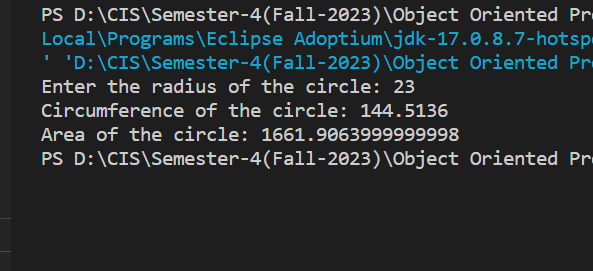 PS D:\CIS\Semester-4(Fall-2023)\Object Oriented Pr
Local\Programs\Eclipse Adoptium\jdk-17.0.8.7-hotsp
' 'D:\CIS\Semester-4(Fall-2023)\Object Oriented Pr
Enter the radius of the circle: 23
Circumference of the circle: 144.5136
Area of the circle: 1661.9063999999998
PS D:\CIS\Semester-4(Fall-2023)\Object Oriented Pr